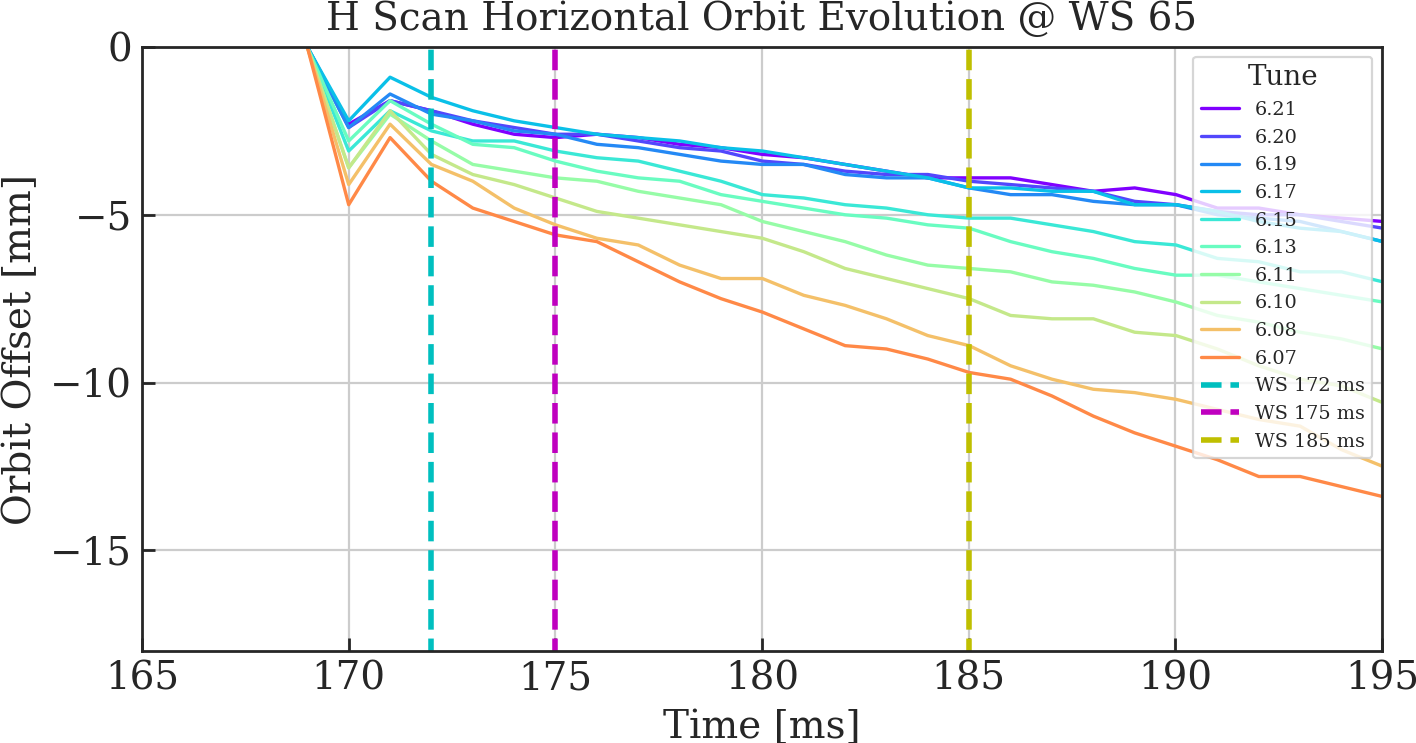 H Scan Horizontal Orbit Evolution @ WS 65
Orbit Offset [mm]
0
−5
−10
−15
165 170 175 180 185 190 195
Time [ms]
Tune
6.21
6.20
6.19
6.17
6.15
6.13
6.11
6.10
6.08
6.07
WS 172 ms
WS 175 ms
WS 185 ms